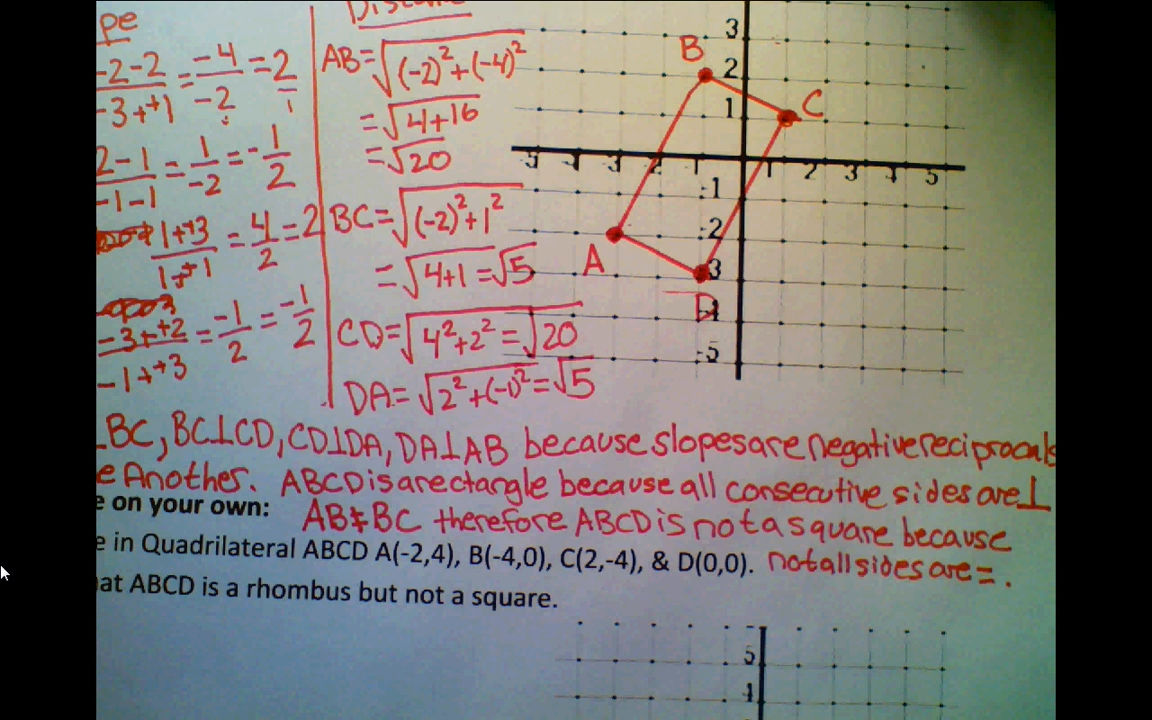 pe
-2-2/-3++1 = -4/-2 = 2/1
2-1/-1-1 = 1/-2 = -1/2
1++3/1++1 = 4/2 = 2
-3++2/-1++3 = -1/2 = -1/2
AB=√(-2)²+(-4)²
=√4+16
=√20
BC=√(-2)²+1²
=√4+1=√5
CD=√4²+2²=√20
DA=√2²+(-1)²=√5
B
C
A
D
3
2
1
-5 -4 -3 -2 -1 1 2 3 4 5
-1
-2
-3
-4
-5
⊥BC, BC⊥CD, CD⊥DA, DA⊥AB because slopes are negative reciprocals
e Another. ABCD is a rectangle because all consecutive sides are ⊥
e on your own: AB≠BC therefore ABCD is not a square because
e in Quadrilateral ABCD A(-2,4), B(-4,0), C(2,-4), & D(0,0). not all sides are =.
at ABCD is a rhombus but not a square.
5
4